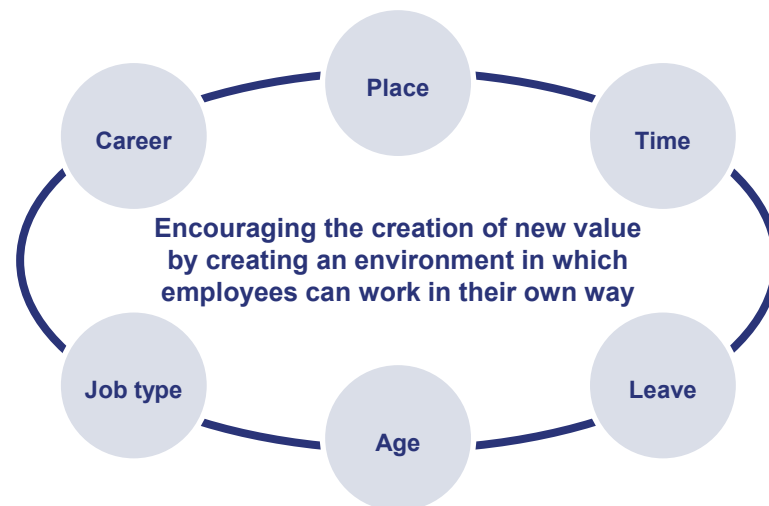 Place
Career
Time
Encouraging the creation of new value
by creating an environment in which
employees can work in their own way
Job type
Leave
Age